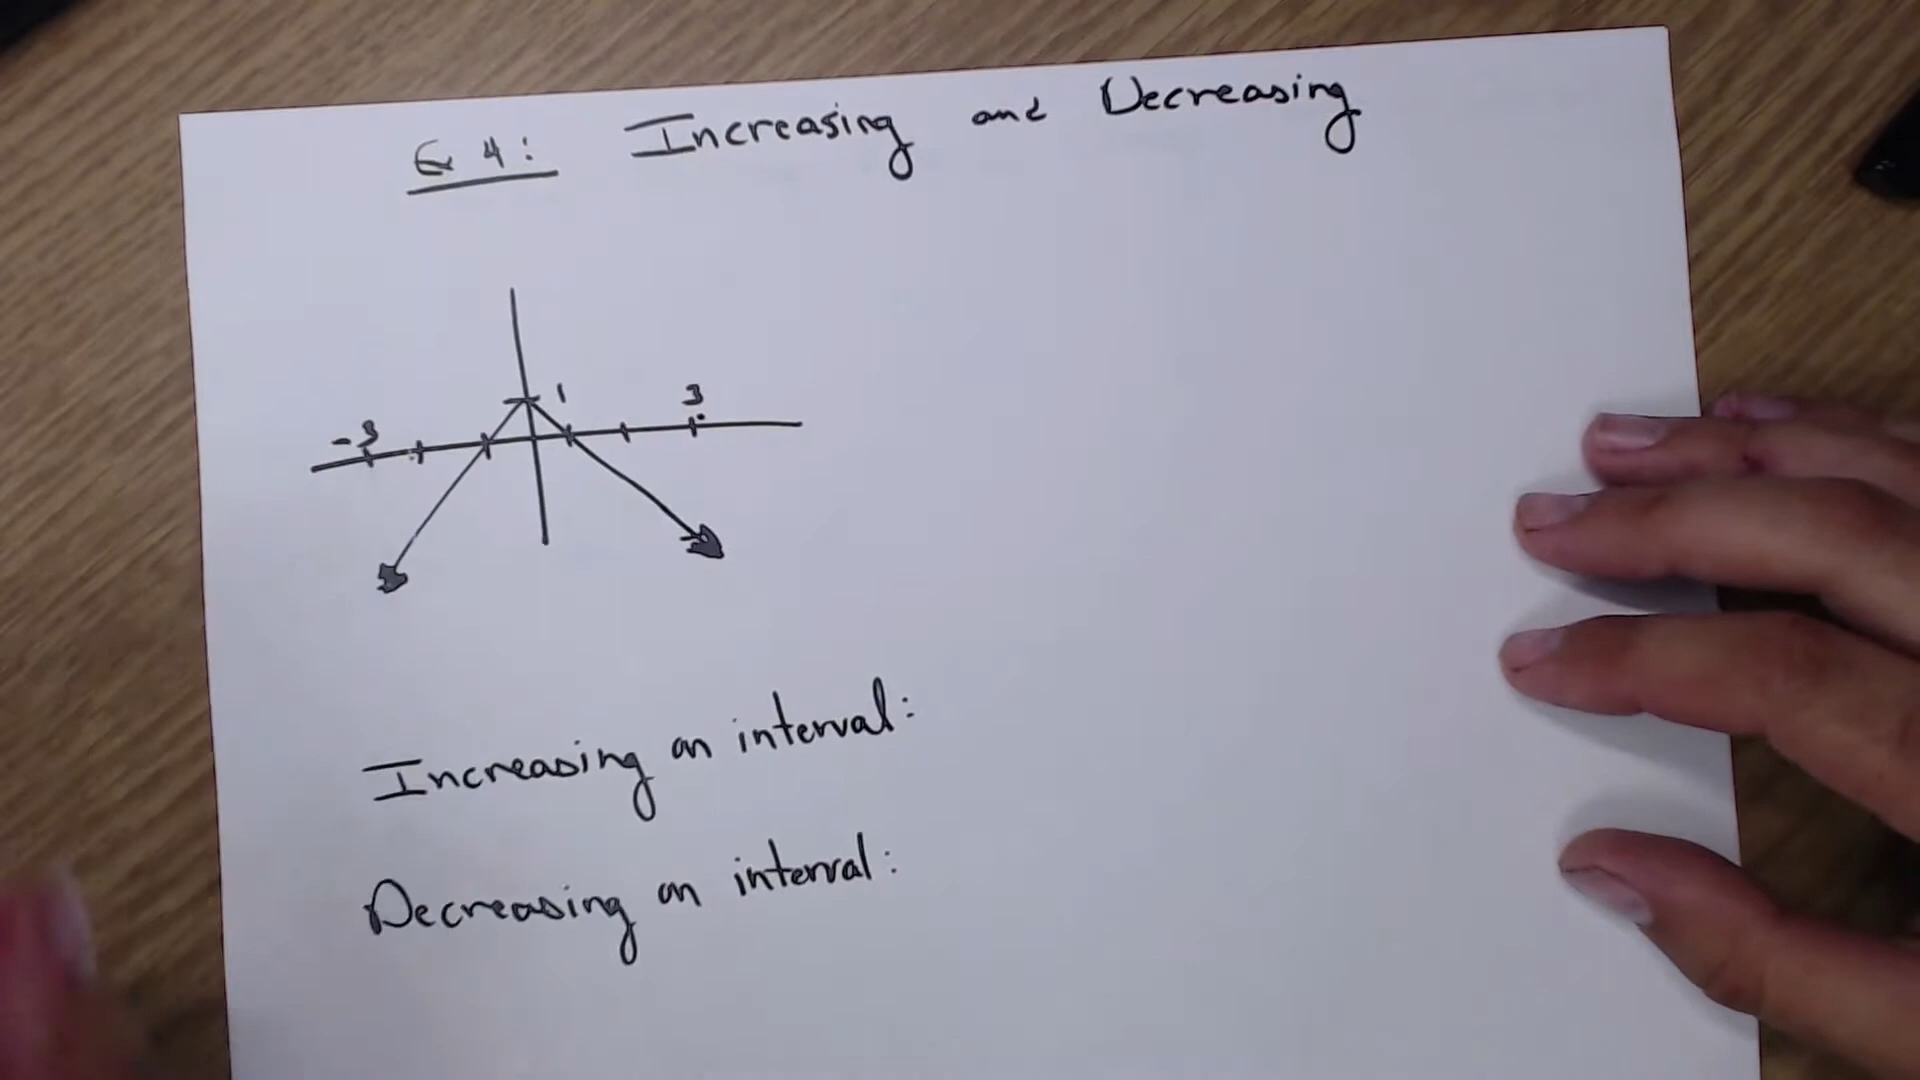 Ex 4: Increasing and Decreasing
1
-3
3
Increasing on interval:
Decreasing on interval: